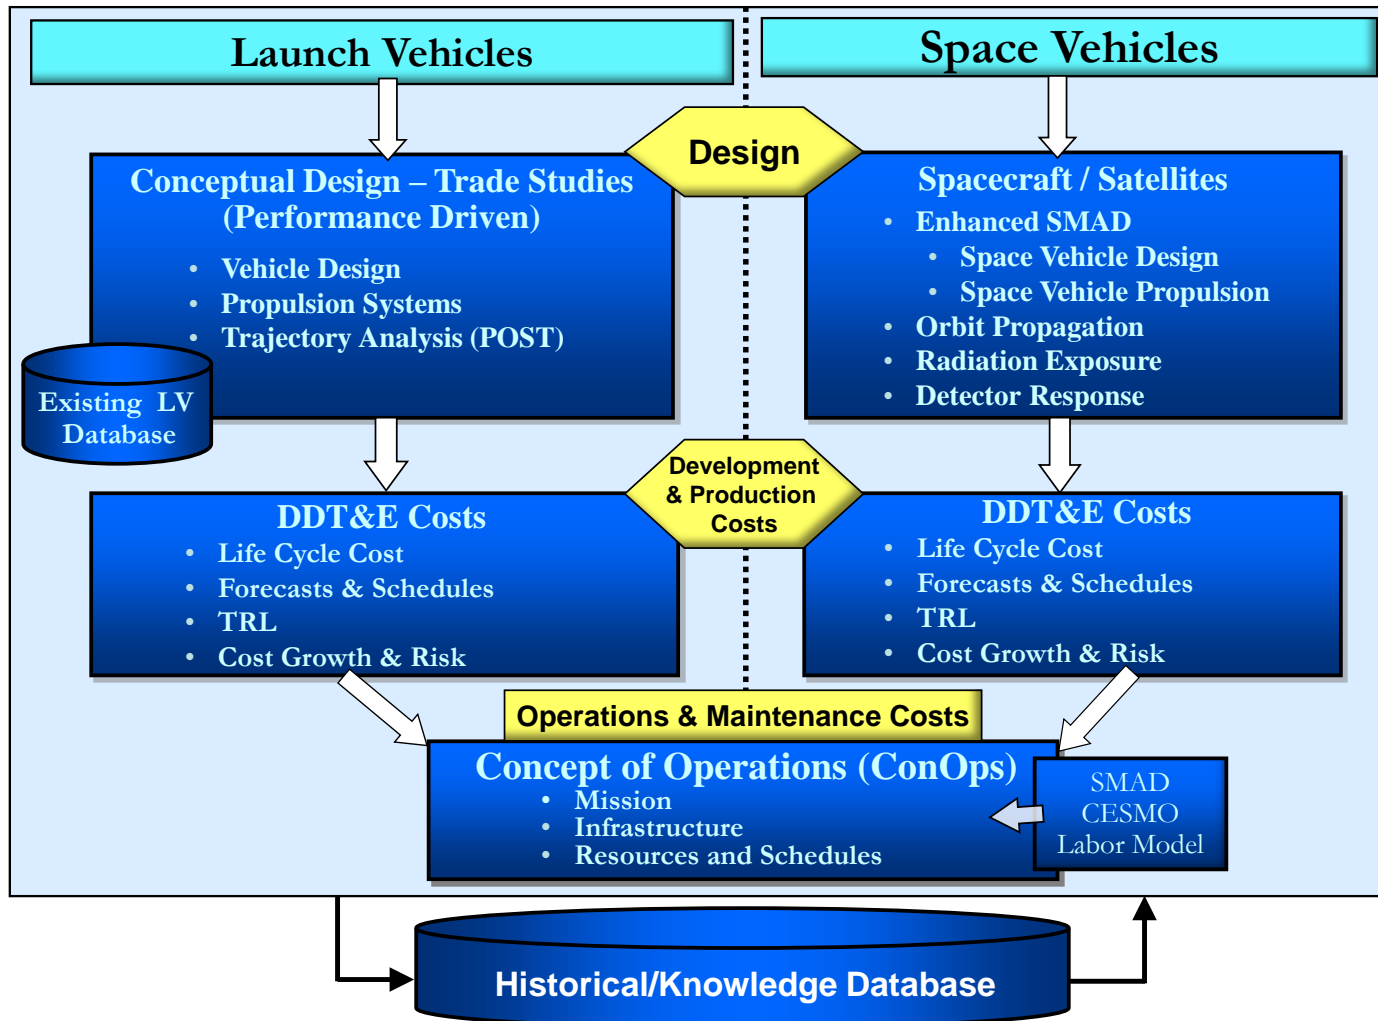 Launch Vehicles
Space Vehicles
Design
Conceptual Design – Trade Studies
(Performance Driven)
• Vehicle Design
• Propulsion Systems
• Trajectory Analysis (POST)
Existing LV
Database
Spacecraft / Satellites
• Enhanced SMAD
• Space Vehicle Design
• Space Vehicle Propulsion
• Orbit Propagation
• Radiation Exposure
• Detector Response
Development
& Production
Costs
DDT&E Costs
• Life Cycle Cost
• Forecasts & Schedules
• TRL
• Cost Growth & Risk
DDT&E Costs
• Life Cycle Cost
• Forecasts & Schedules
• TRL
• Cost Growth & Risk
Operations & Maintenance Costs
Concept of Operations (ConOps)
• Mission
• Infrastructure
• Resources and Schedules
SMAD
CESMO
Labor Model
Historical/Knowledge Database